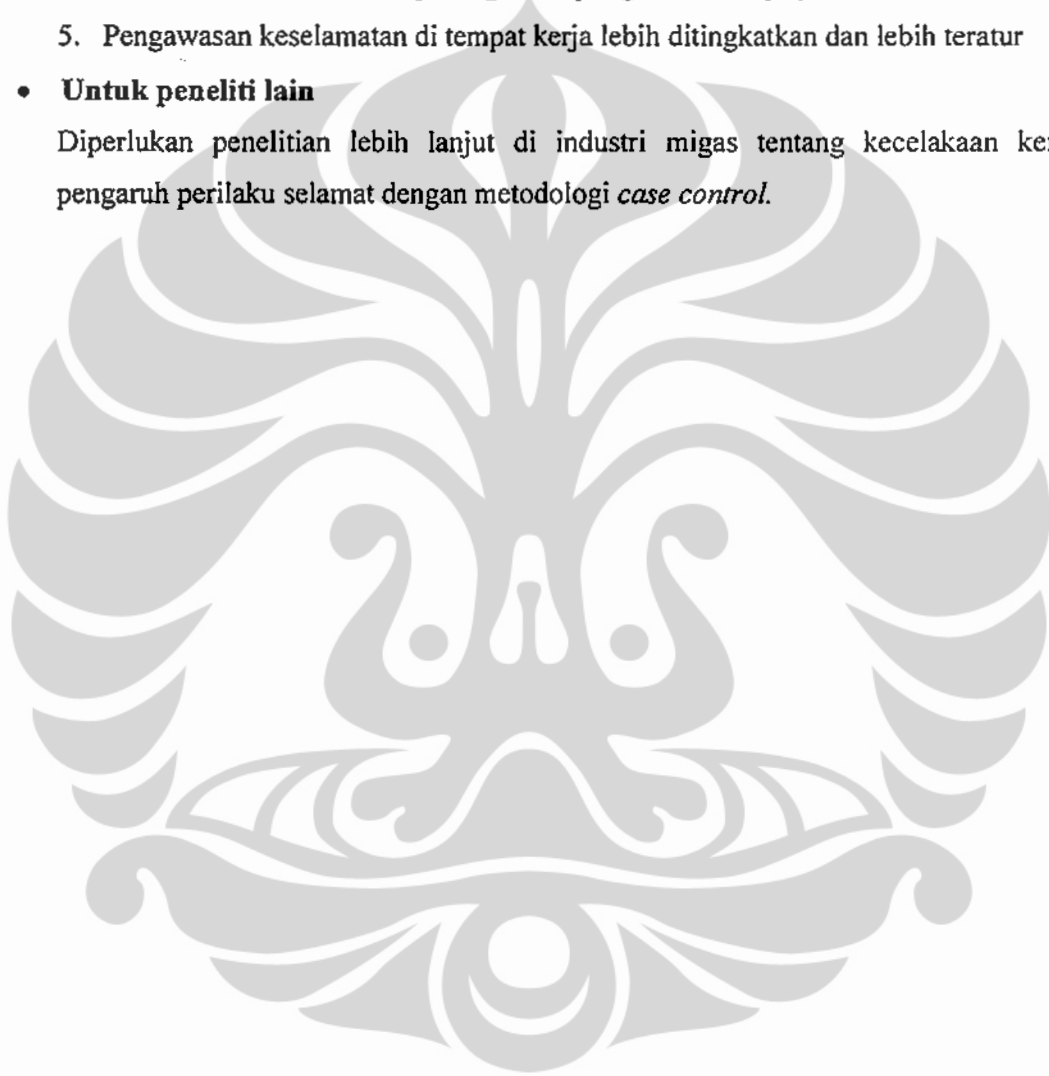 5. Pengawasan keselamatan di tempat kerja lebih ditingkatkan dan lebih teratur
• Untuk peneliti lain
Diperlukan penelitian lebih lanjut di industri migas tentang kecelakaan
pengaruh perilaku selamat dengan metodologi case control.